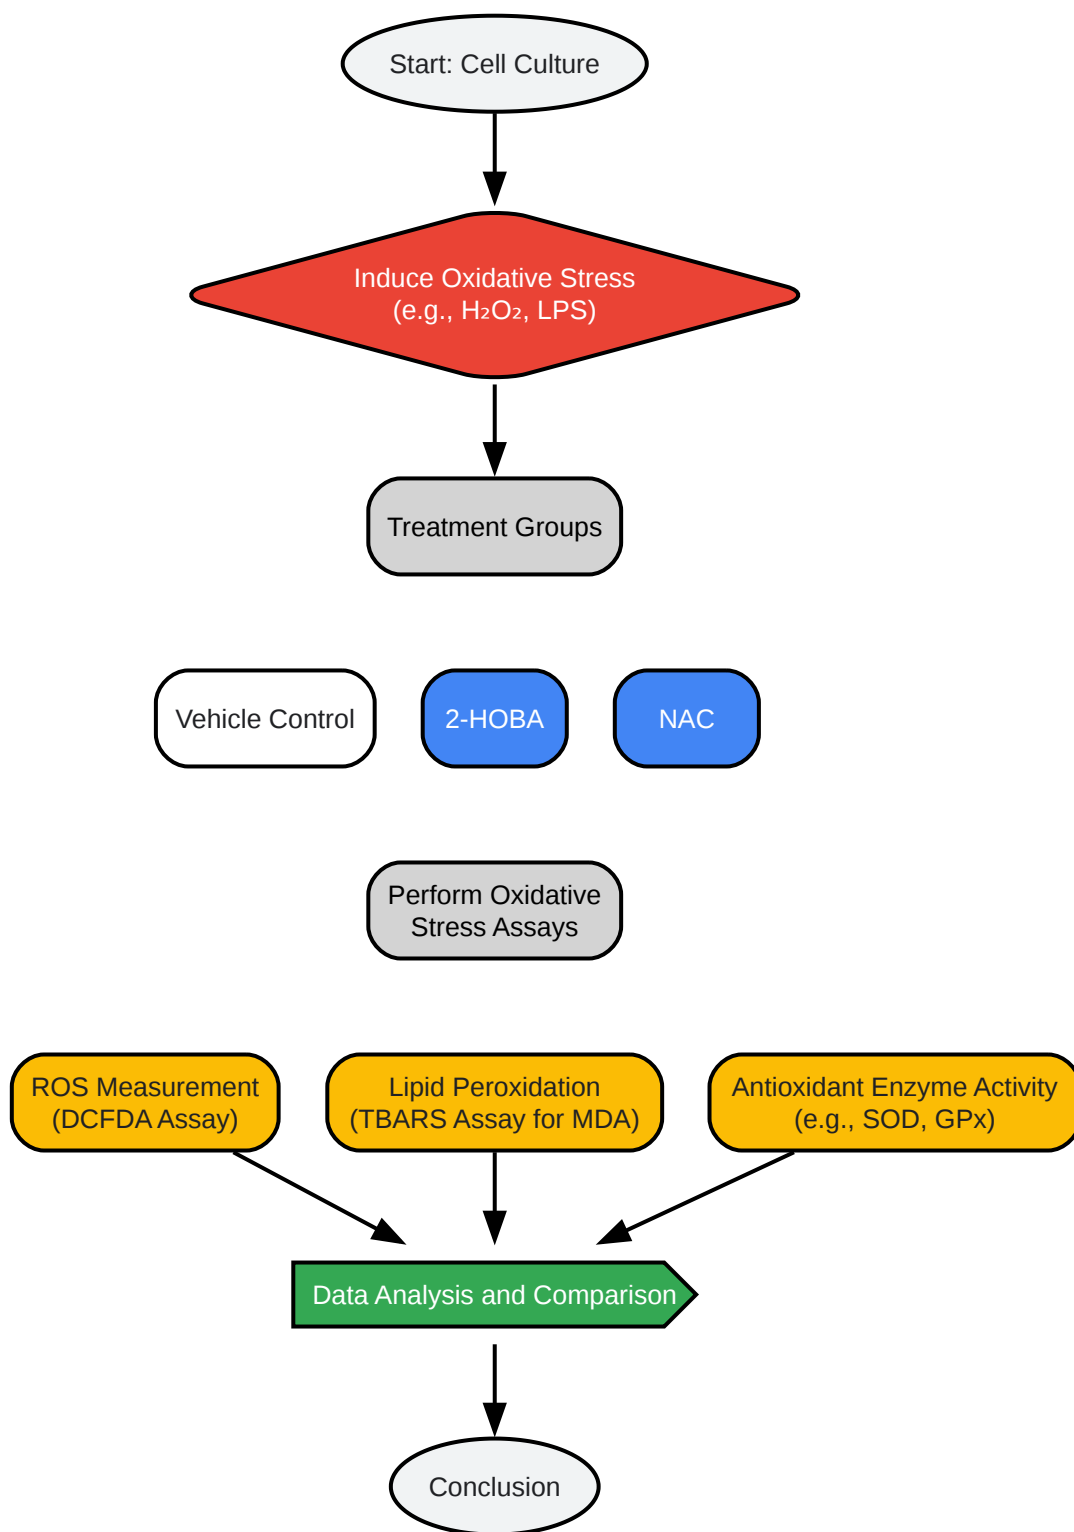 Start: Cell Culture
Induce Oxidative Stress
(e.g., H₂O₂, LPS)
Treatment Groups
Vehicle Control
2-HOBA
NAC
Perform Oxidative
Stress Assays
ROS Measurement
(DCFDA Assay)
Lipid Peroxidation
(TBARS Assay for MDA)
Antioxidant Enzyme Activity
(e.g., SOD, GPx)
Data Analysis and Comparison
Conclusion